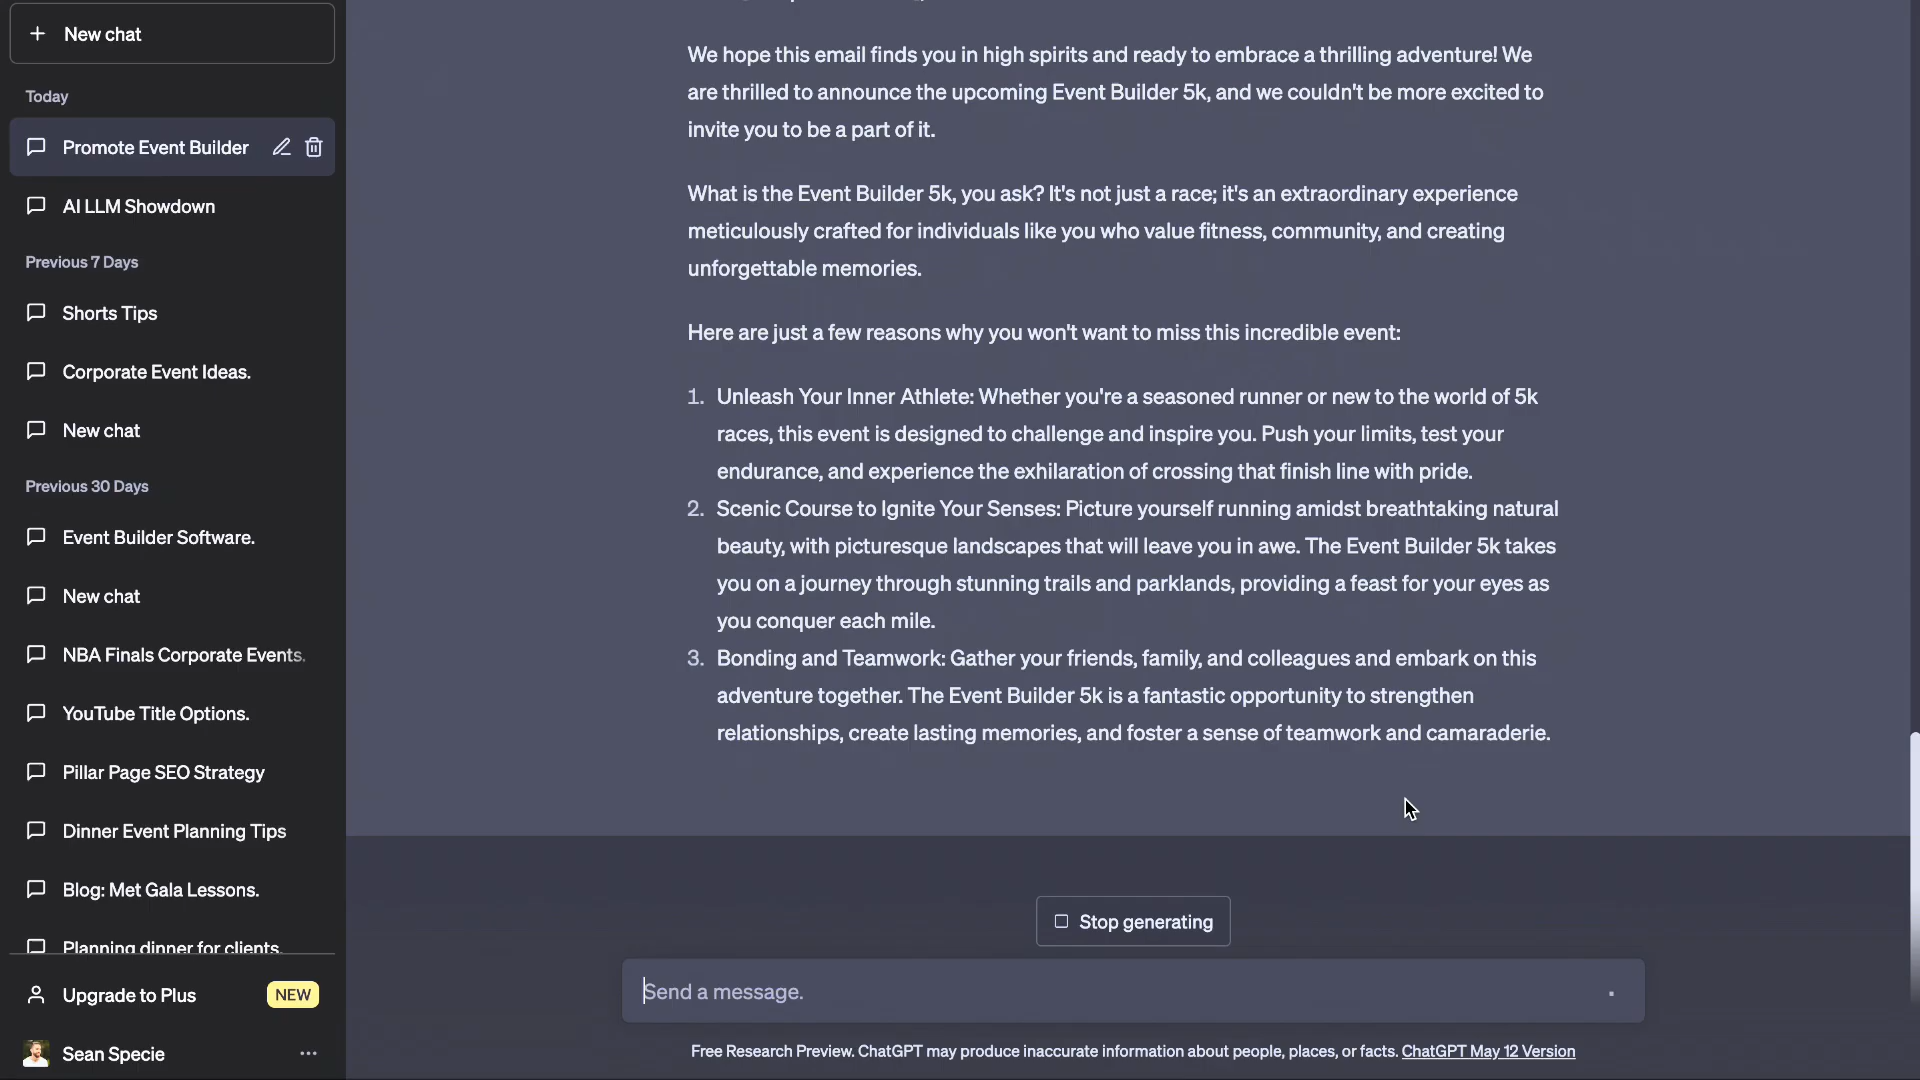 New chat
Today
Promote Event Builder
AI LLM Showdown
Previous 7 Days
Shorts Tips
Corporate Event Ideas.
New chat
Previous 30 Days
Event Builder Software.
New chat
NBA Finals Corporate Events.
YouTube Title Options.
Pillar Page SEO Strategy
Dinner Event Planning Tips
Blog: Met Gala Lessons.
Planning dinner for clients.
Upgrade to Plus NEW
Sean Specie
We hope this email finds you in high spirits and ready to embrace a thrilling adventure! We
are thrilled to announce the upcoming Event Builder 5k, and we couldn't be more excited to
invite you to be a part of it.
What is the Event Builder 5k, you ask? It's not just a race; it's an extraordinary experience
meticulously crafted for individuals like you who value fitness, community, and creating
unforgettable memories.
Here are just a few reasons why you won't want to miss this incredible event:
1. Unleash Your Inner Athlete: Whether you're a seasoned runner or new to the world of 5k
races, this event is designed to challenge and inspire you. Push your limits, test your
endurance, and experience the exhilaration of crossing that finish line with pride.
2. Scenic Course to Ignite Your Senses: Picture yourself running amidst breathtaking natural
beauty, with picturesque landscapes that will leave you in awe. The Event Builder 5k takes
you on a journey through stunning trails and parklands, providing a feast for your eyes as
you conquer each mile.
3. Bonding and Teamwork: Gather your friends, family, and colleagues and embark on this
adventure together. The Event Builder 5k is a fantastic opportunity to strengthen
relationships, create lasting memories, and foster a sense of teamwork and camaraderie.
Stop generating
Send a message.
Free Research Preview. ChatGPT may produce inaccurate information about people, places, or facts. ChatGPT May 12 Version